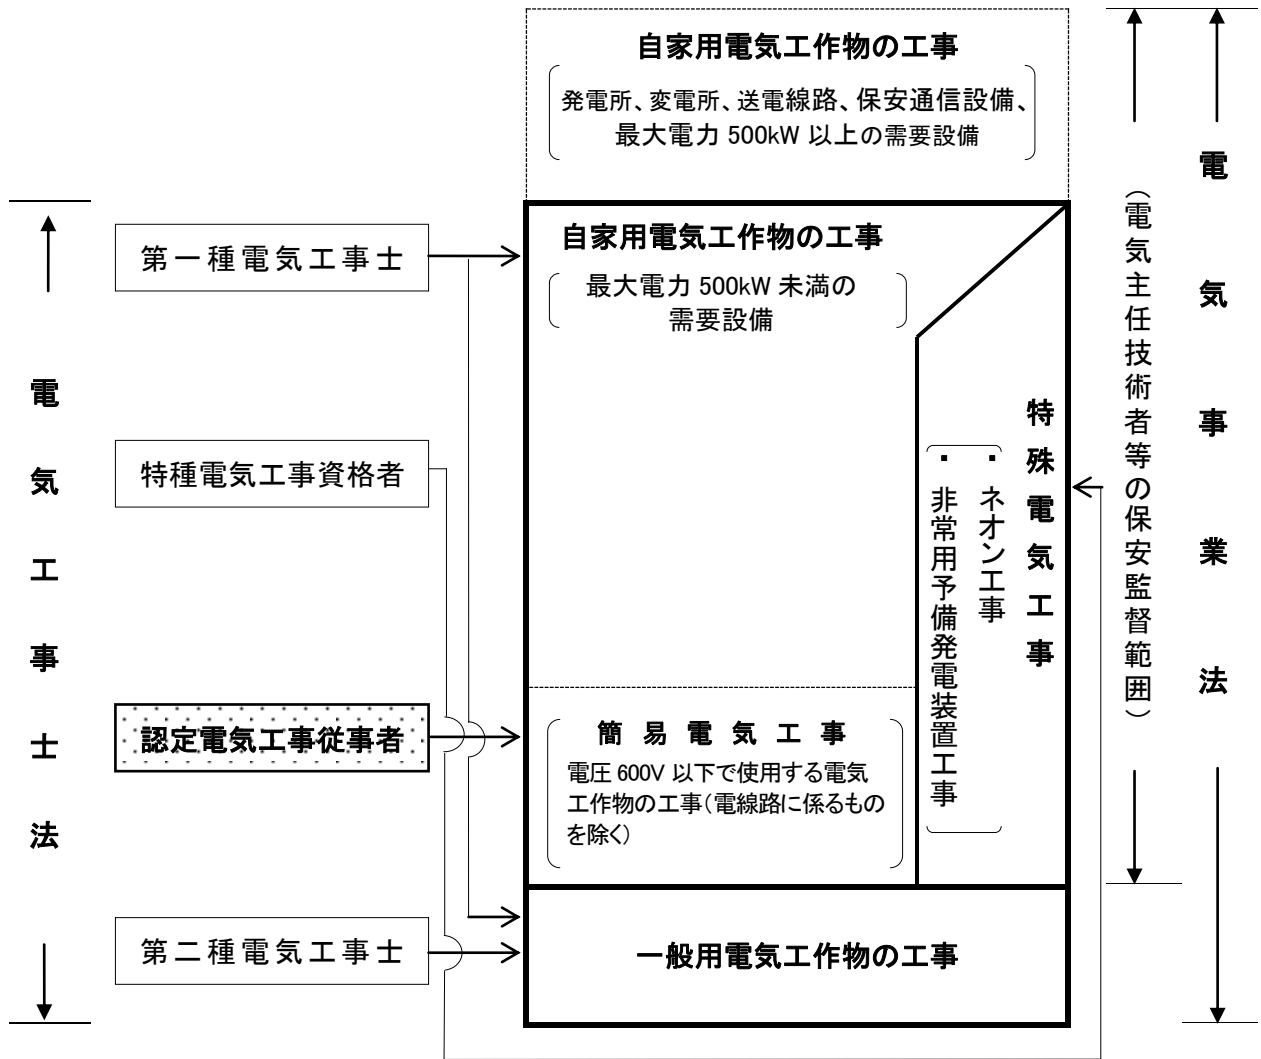 自家用電気工作物の工事
発電所、変電所、送電線路、保安通信設備、
最大電力 500kW 以上の需要設備
電気工事士法
第一種電気工事士
特種電気工事資格者
認定電気工事従事者
第二種電気工事士
自家用電気工作物の工事
最大電力 500kW 未満の
需要設備
特殊電気工事
・ネオン工事
・非常用予備発電装置工事
簡易電気工事
電圧 600V 以下で使用する電気
工作物の工事(電線路に係るもの
を除く)
一般用電気工作物の工事
(電気主任技術者等の保安監督範囲)
電気事業法